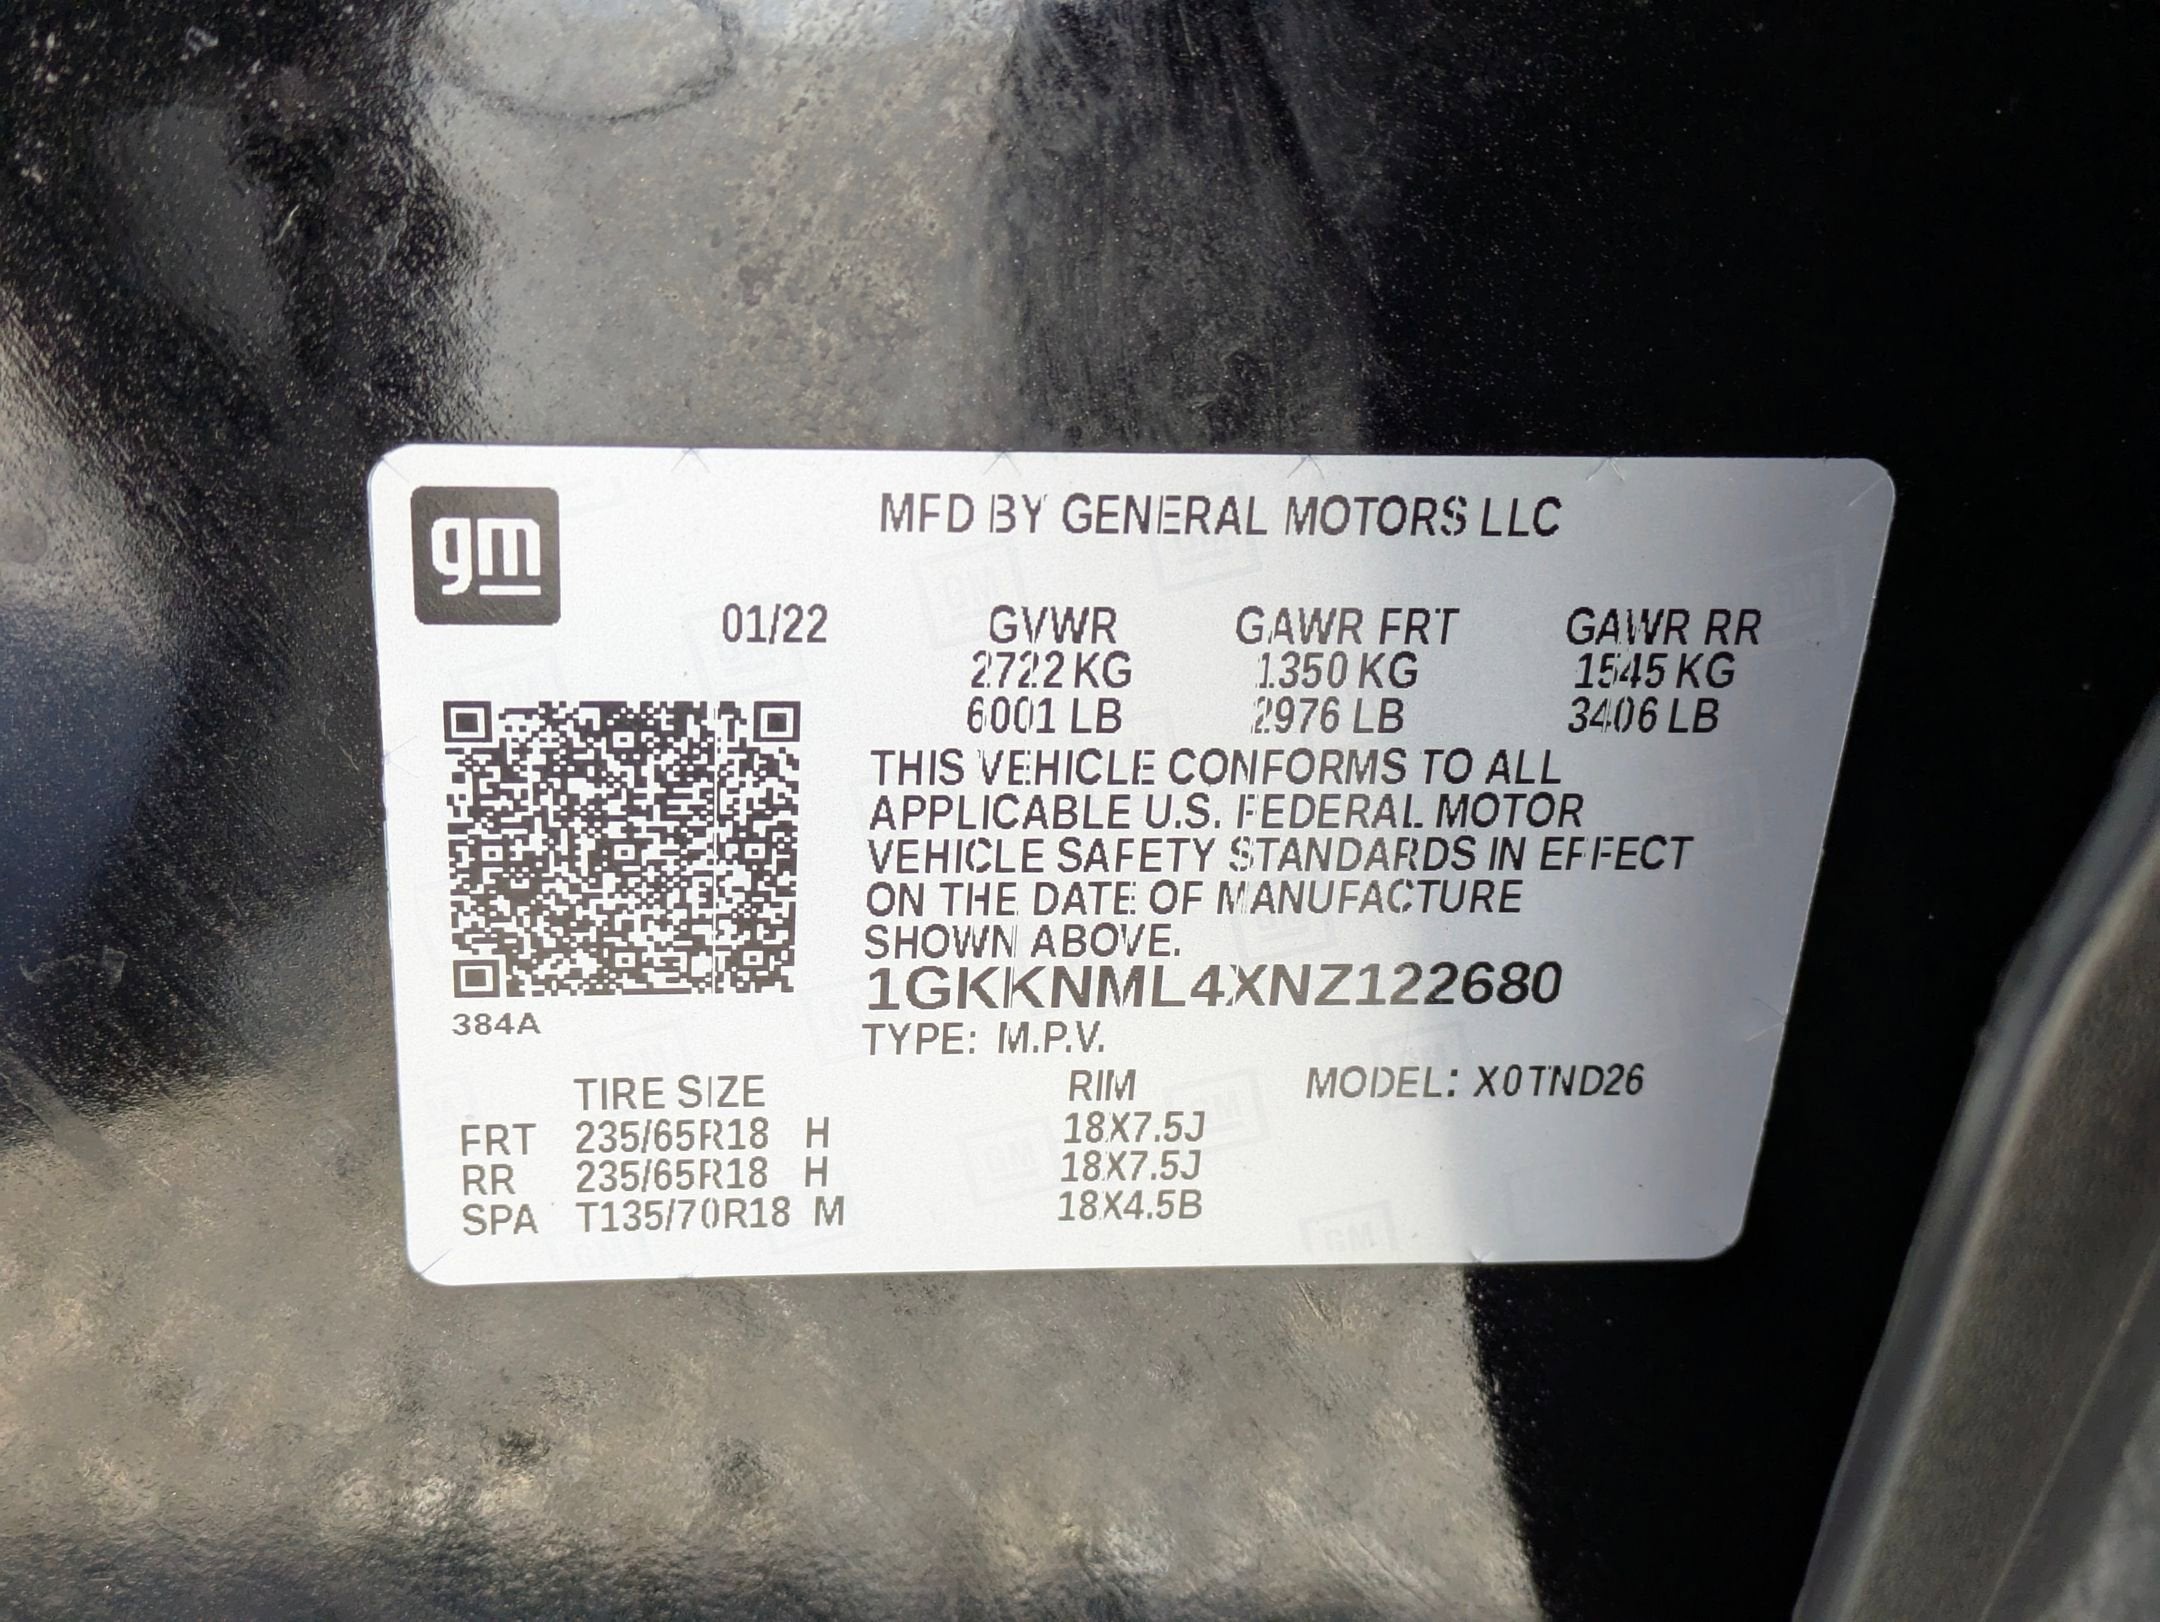 gm
MFD BY GENERAL MOTORS LLC
01/22 GVWR GAWR FRT GAWR RR
2722 KG 1350 KG 1545 KG
6001 LB 2976 LB 3406 LB
THIS VEHICLE CONFORMS TO ALL
APPLICABLE U.S. FEDERAL MOTOR
VEHICLE SAFETY STANDARDS IN EFFECT
ON THE DATE OF MANUFACTURE
SHOWN ABOVE.
1GKKNML4XNZ122680
384A
TYPE: M.P.V.
TIRE SIZE RIM MODEL: X0TND26
FRT 235/65R18 H 18X7.5J
RR 235/65R18 H 18X7.5J
SPA T135/70R18 M 18X4.5B